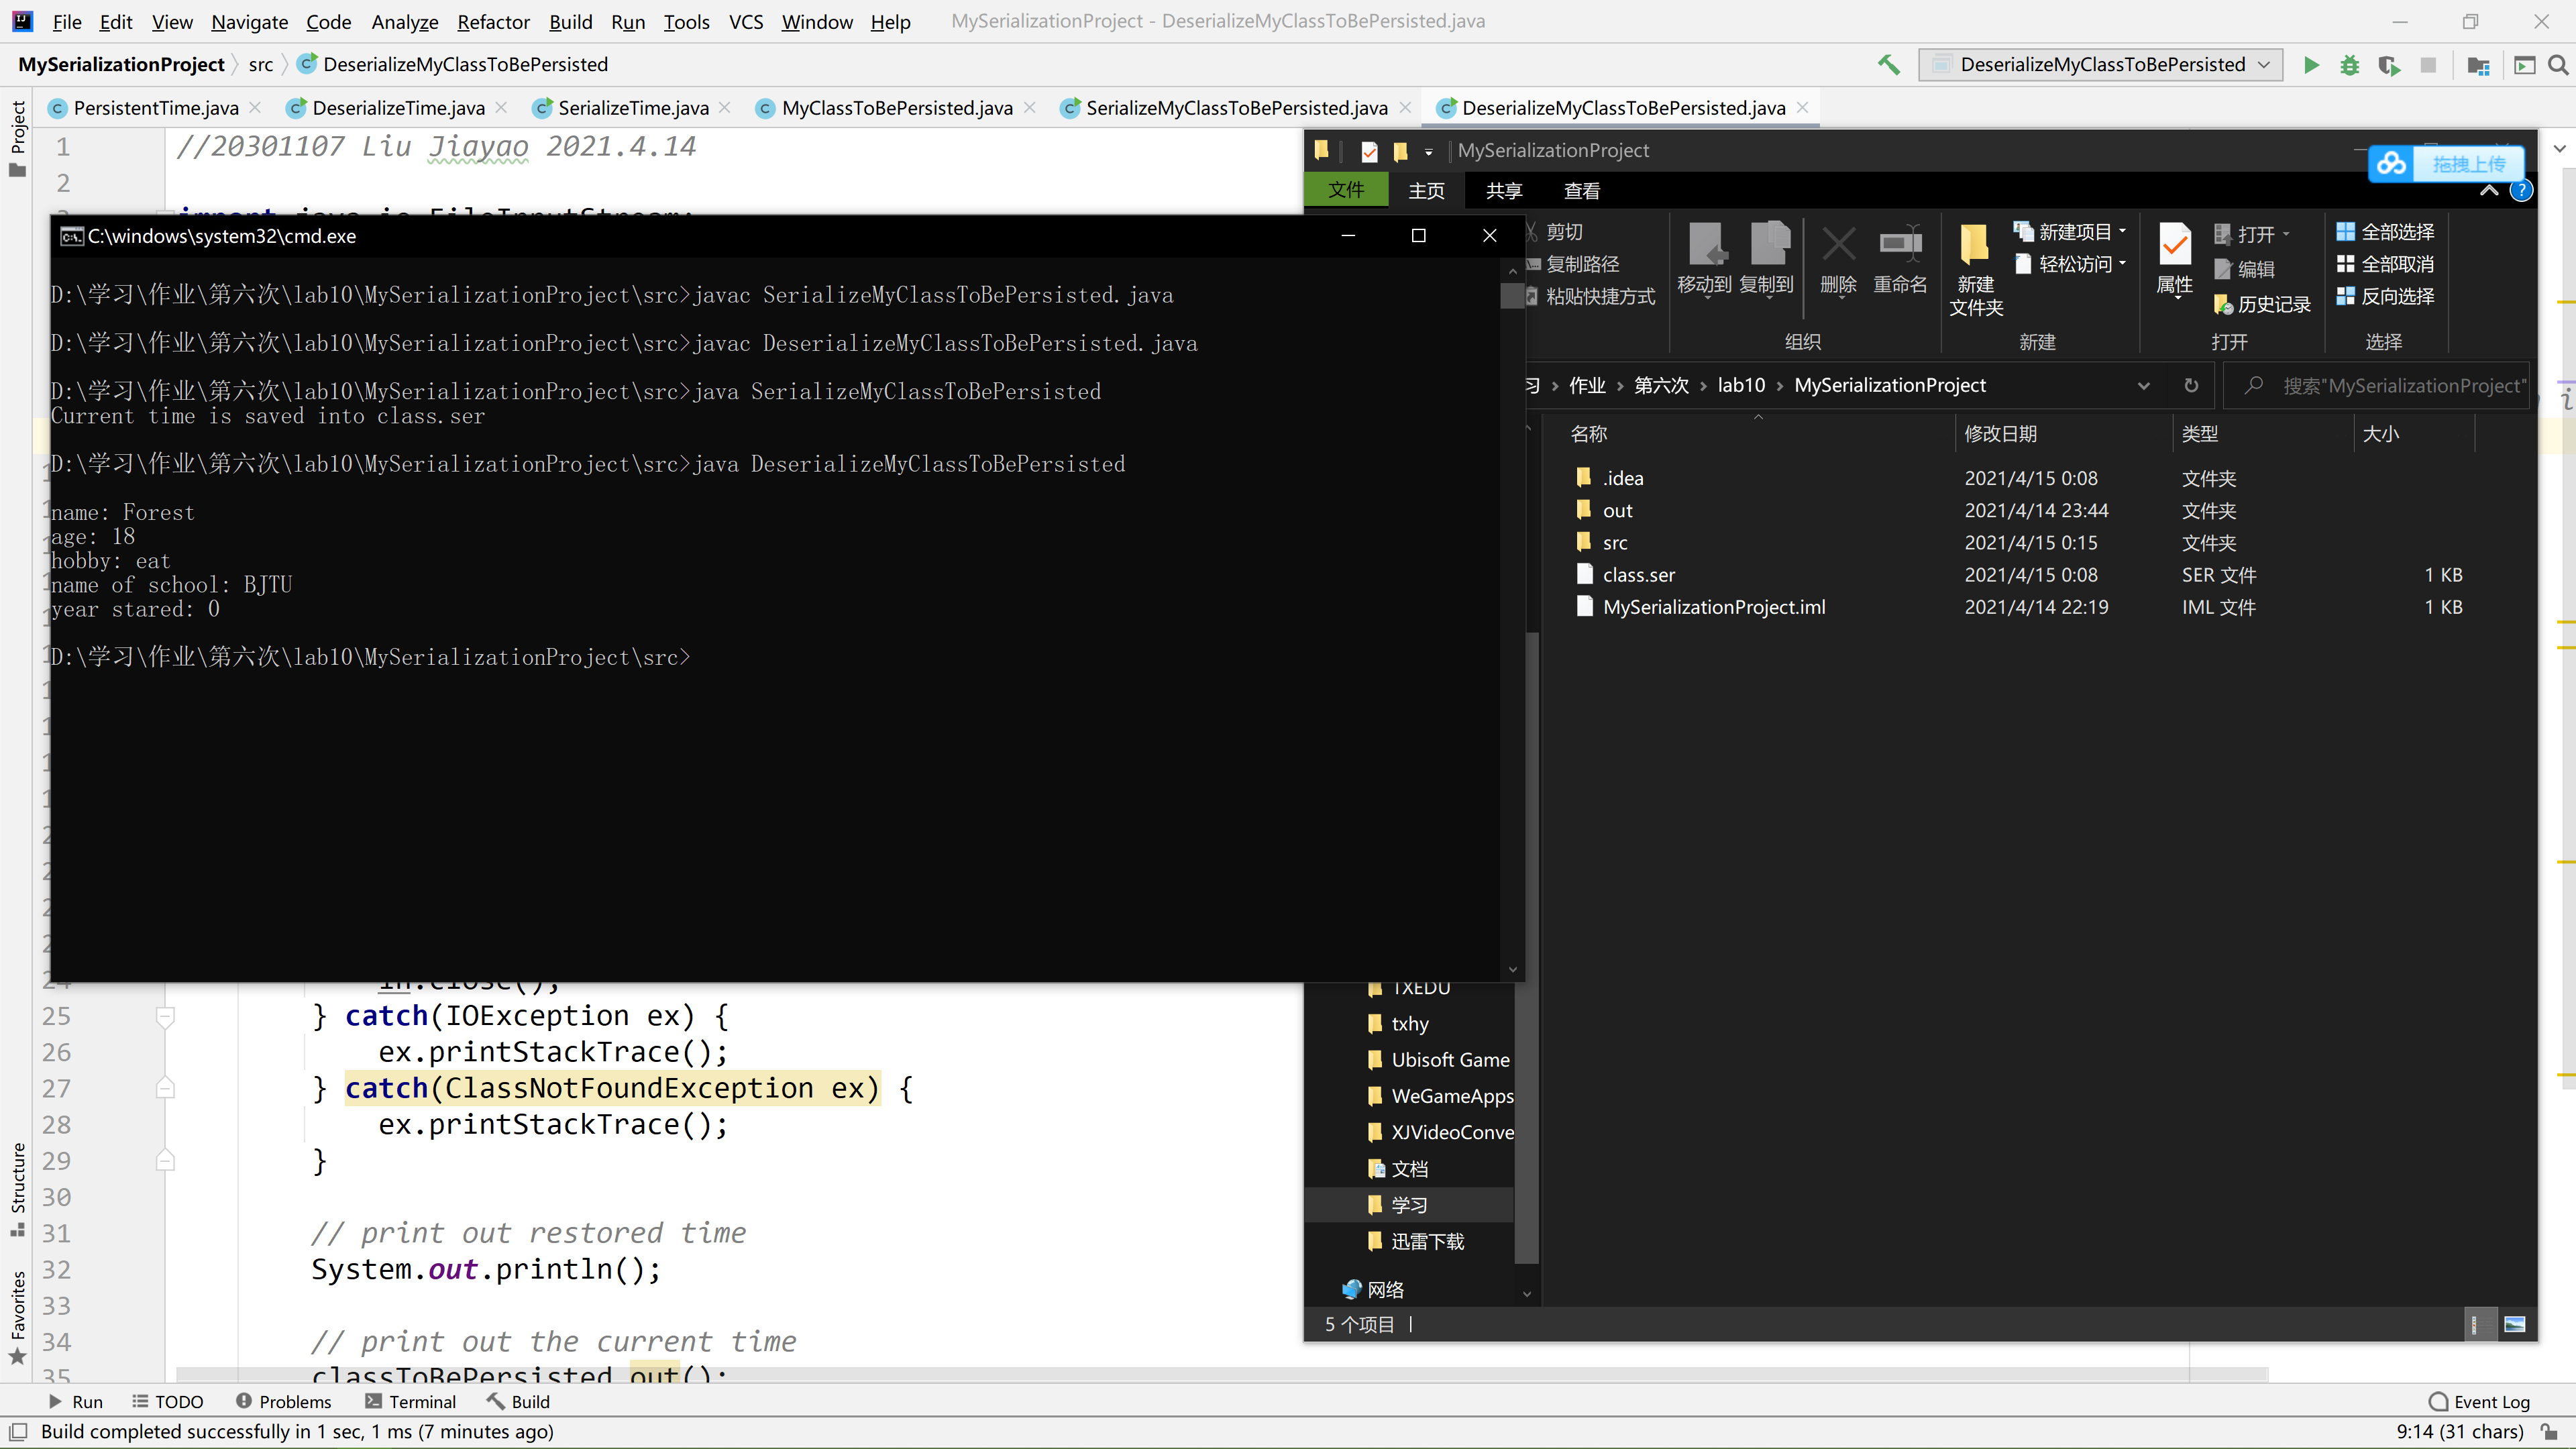 File Edit View Navigate Code Analyze Refactor Build Run Tools VCS Window Help MySerializationProject - DeserializeMyClassToBePersisted.java
MySerializationProject src DeserializeMyClassToBePersisted DeserializeMyClassToBePersisted
PersistentTime.java DeserializeTime.java SerializeTime.java MyClassToBePersisted.java SerializeMyClassToBePersisted.java DeserializeMyClassToBePersisted.java
Project
1 //20301107 Liu Jiayao 2021.4.14
2
C:\windows\system32\cmd.exe
D:\学习\作业\第六次\lab10\MySerializationProject\src>javac SerializeMyClassToBePersisted.java
D:\学习\作业\第六次\lab10\MySerializationProject\src>javac DeserializeMyClassToBePersisted.java
D:\学习\作业\第六次\lab10\MySerializationProject\src>java SerializeMyClassToBePersisted
Current time is saved into class.ser
D:\学习\作业\第六次\lab10\MySerializationProject\src>java DeserializeMyClassToBePersisted
name: Forest
age: 18
hobby: eat
name of school: BJTU
year stared: 0
D:\学习\作业\第六次\lab10\MySerializationProject\src>
MySerializationProject
拖拽上传
文件 主页 共享 查看
剪切
复制路径
粘贴快捷方式
移动到 复制到 删除 重命名
组织
新建文件夹
新建项目
轻松访问
新建
属性
打开
编辑
历史记录
打开
全部选择
全部取消
反向选择
选择
习 作业 第六次 lab10 MySerializationProject 搜索"MySerializationProject"
名称 修改日期 类型 大小
.idea 2021/4/15 0:08 文件夹
out 2021/4/14 23:44 文件夹
src 2021/4/15 0:15 文件夹
class.ser 2021/4/15 0:08 SER 文件 1 KB
MySerializationProject.iml 2021/4/14 22:19 IML 文件 1 KB
TXEDU
txhy
Ubisoft Game
WeGameApps
XJVideoConve
文档
学习
迅雷下载
网络
5 个项目
in.close();
25 } catch(IOException ex) {
26 ex.printStackTrace();
27 } catch(ClassNotFoundException ex) {
28 ex.printStackTrace();
29 }
30
31 // print out restored time
32 System.out.println();
33
34 // print out the current time
35 classToBePersisted.out();
Structure
Favorites
Run TODO Problems Terminal Build Event Log
Build completed successfully in 1 sec, 1 ms (7 minutes ago) 9:14 (31 chars)